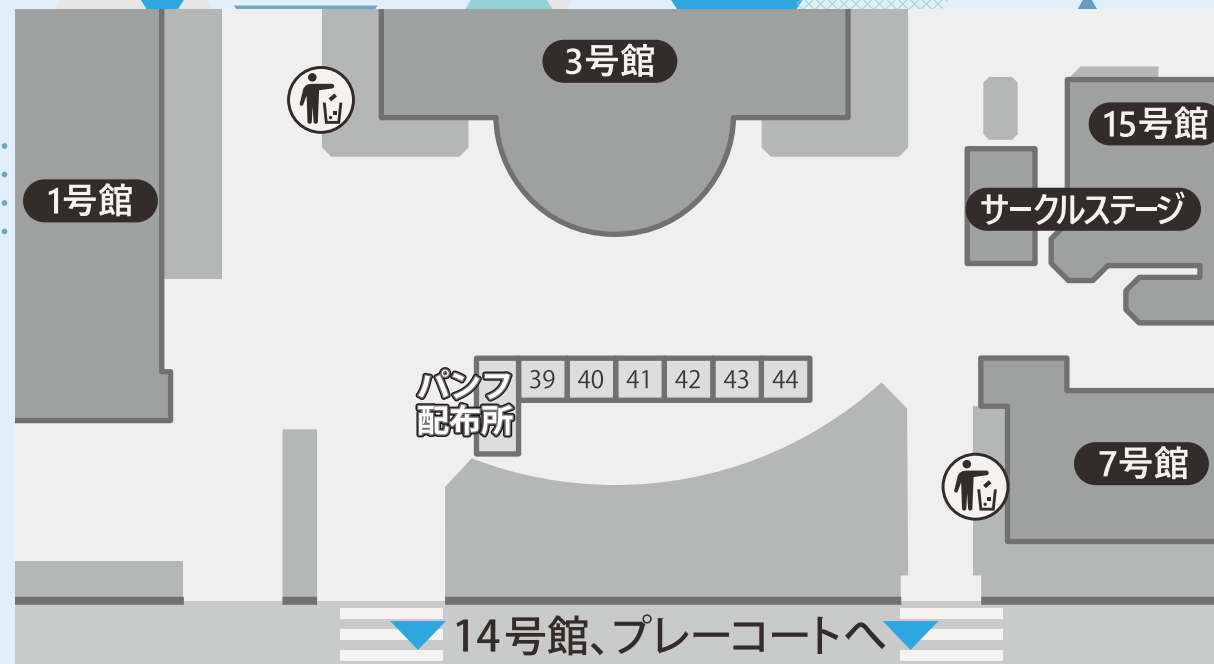 3号館
15号館
1号館
サークルステージ
パンフ
配布所
39 40 41 42 43 44
7号館
14号館、プレーコートへ